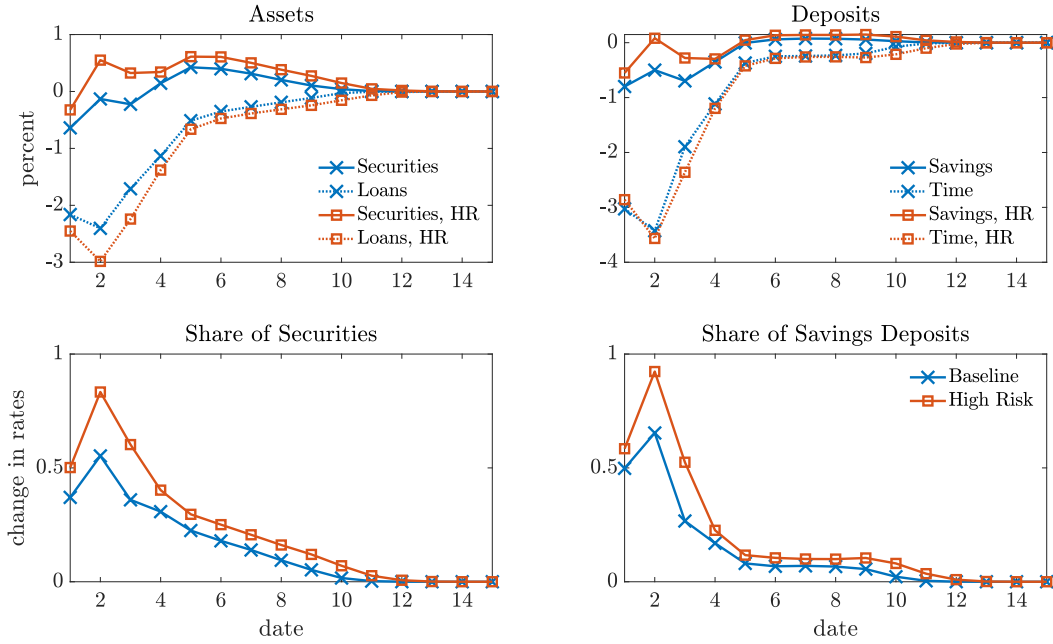 Assets
1
0
-1
-2
-3
percent
Securities
Loans
Securities, HR
Loans, HR
2 4 6 8 10 12 14
Deposits
0
-1
-2
-3
-4
Savings
Time
Savings, HR
Time, HR
2 4 6 8 10 12 14
Share of Securities
1
0.5
0
change in rates
2 4 6 8 10 12 14
date
Share of Savings Deposits
1
0.5
0
Baseline
High Risk
2 4 6 8 10 12 14
date